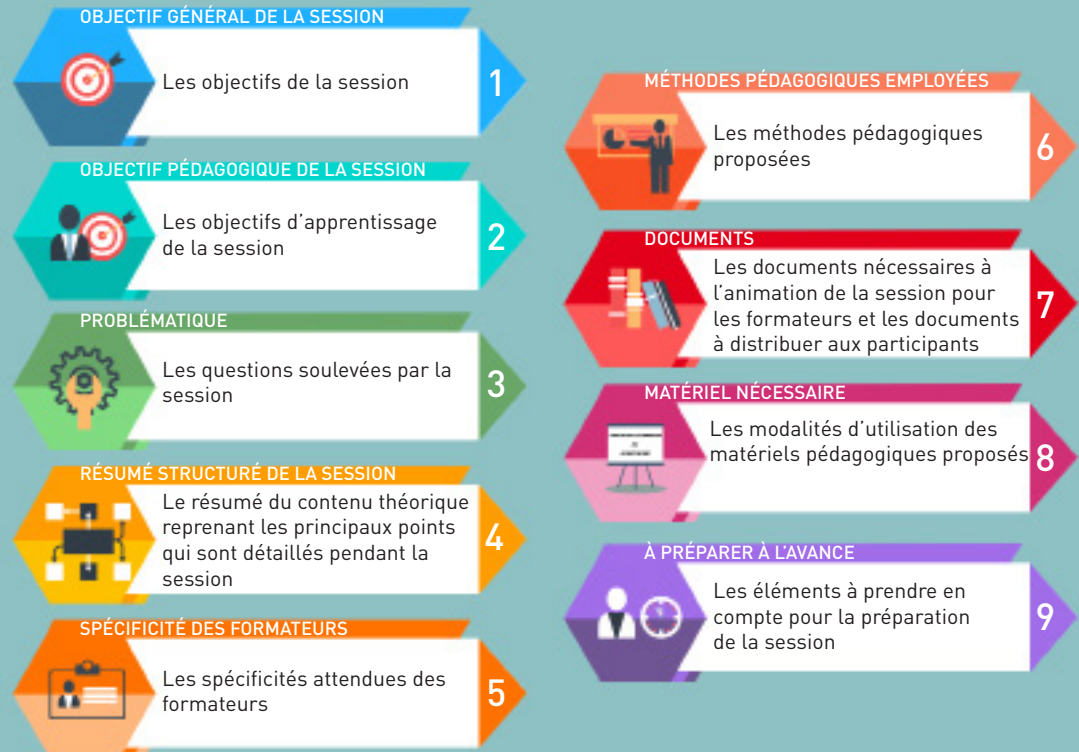 OBJECTIF GÉNÉRAL DE LA SESSION
Les objectifs de la session
1
OBJECTIF PÉDAGOGIQUE DE LA SESSION
Les objectifs d’apprentissage
de la session
2
PROBLÉMATIQUE
Les questions soulevées par la
session
3
RÉSUMÉ STRUCTURÉ DE LA SESSION
Le résumé du contenu théorique
reprenant les principaux points
qui sont détaillés pendant la
session
4
SPÉCIFICITÉ DES FORMATEURS
Les spécificités attendues des
formateurs
5
MÉTHODES PÉDAGOGIQUES EMPLOYÉES
Les méthodes pédagogiques
proposées
6
DOCUMENTS
Les documents nécessaires à
l’animation de la session pour
les formateurs et les documents
à distribuer aux participants
7
MATÉRIEL NÉCESSAIRE
Les modalités d’utilisation des
matériels pédagogiques proposés
8
À PRÉPARER À L’AVANCE
Les éléments à prendre en
compte pour la préparation
de la session
9